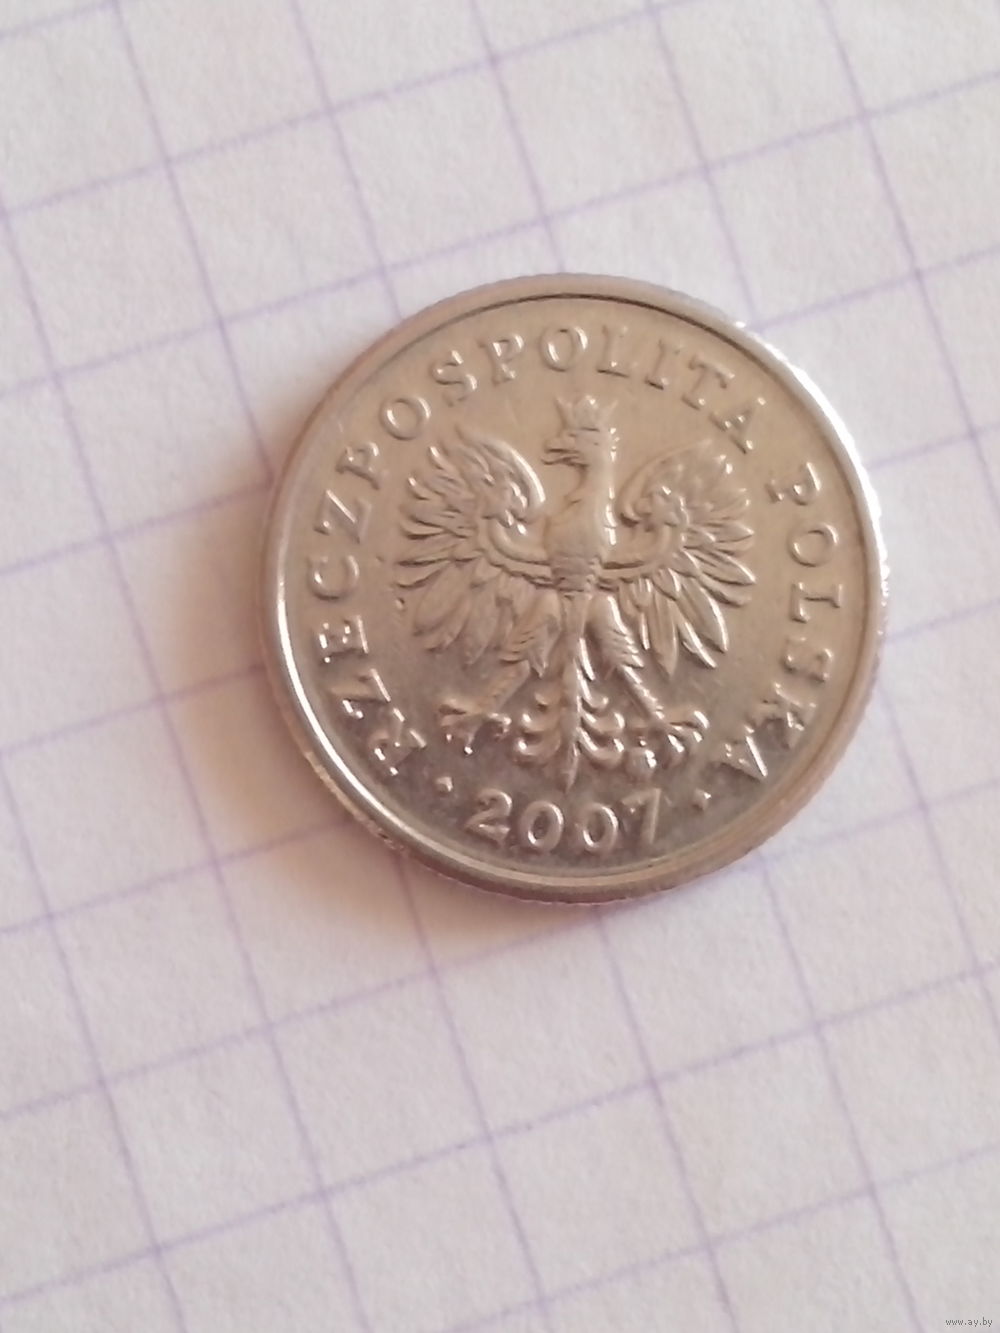 RZECZPOSPOLITA POLSKA
· 2007 ·
www.ay.by